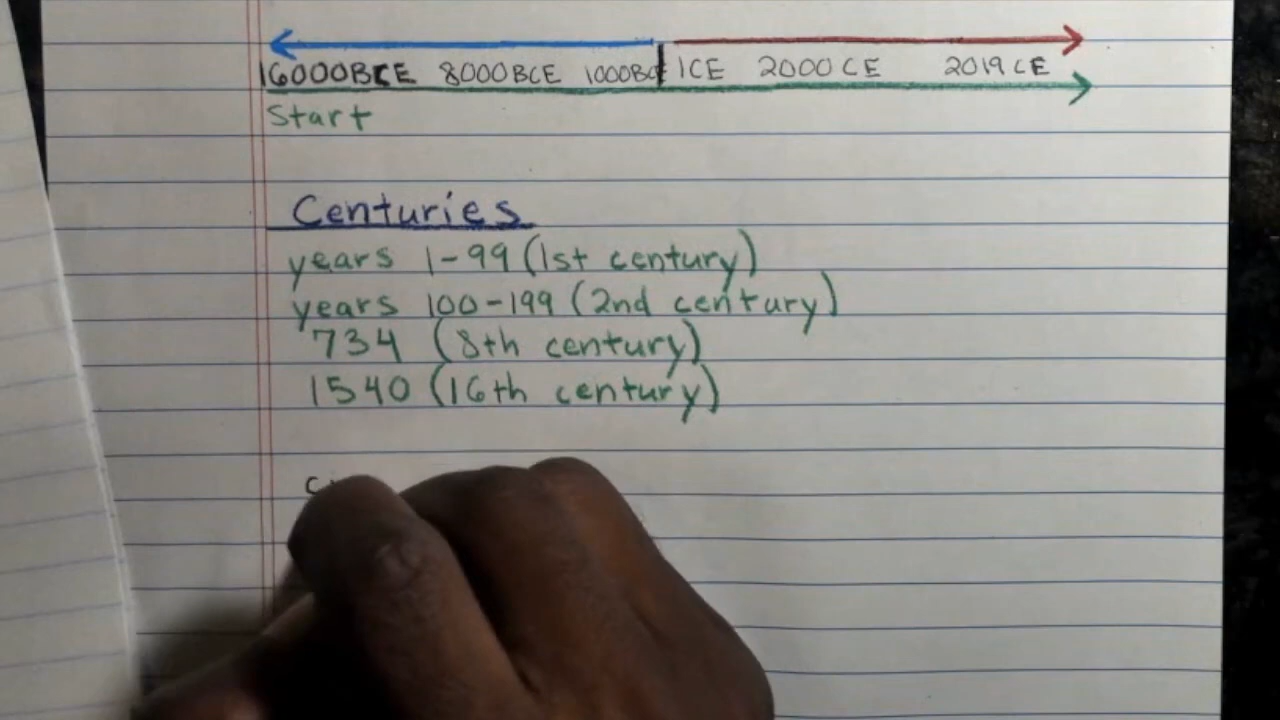 16000BCE 8000BCE 1000BCE 1CE 2000CE 2019CE
Start
Centuries
years 1-99 (1st century)
years 100-199 (2nd century)
734 (8th century)
1540 (16th century)